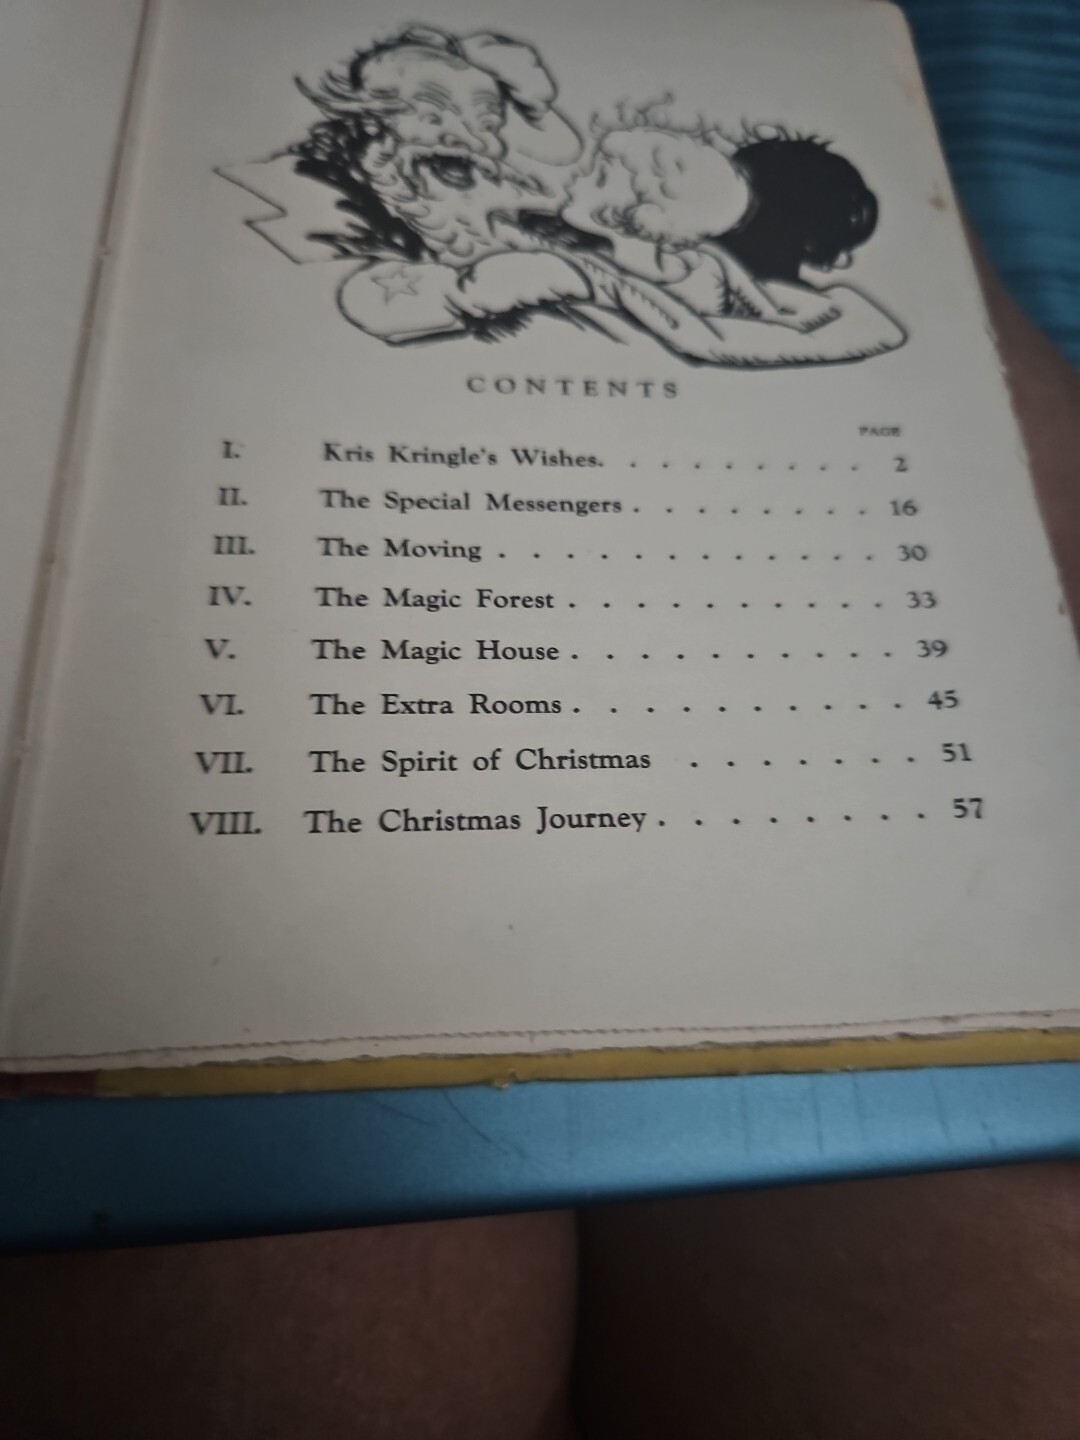 CONTENTS
PAGE
I. Kris Kringle's Wishes. . . . . . . . . 2
II. The Special Messengers . . . . . . . . 16
III. The Moving . . . . . . . . . . . . 30
IV. The Magic Forest . . . . . . . . . . 33
V. The Magic House . . . . . . . . . . 39
VI. The Extra Rooms . . . . . . . . . . 45
VII. The Spirit of Christmas . . . . . . . 51
VIII. The Christmas Journey . . . . . . . . 57